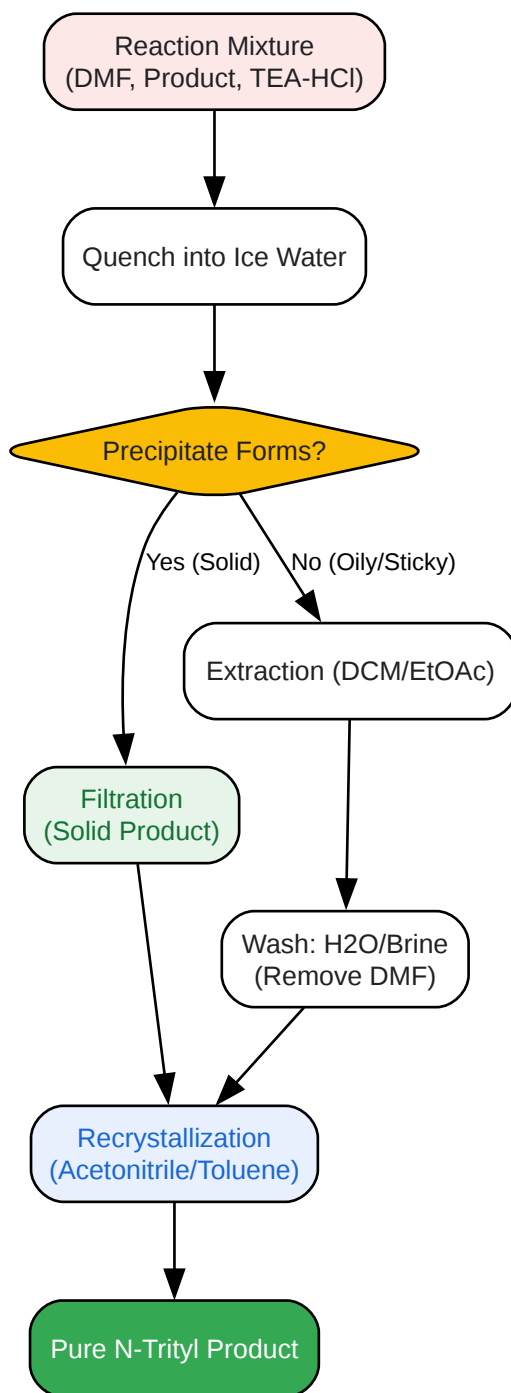 Reaction Mixture
(DMF, Product, TEA-HCl)
Quench into Ice Water
Precipitate Forms?
Yes (Solid)
No (Oily/Sticky)
Extraction (DCM/EtOAc)
Filtration
(Solid Product)
Wash: H2O/Brine
(Remove DMF)
Recrystallization
(Acetonitrile/Toluene)
Pure N-Trityl Product